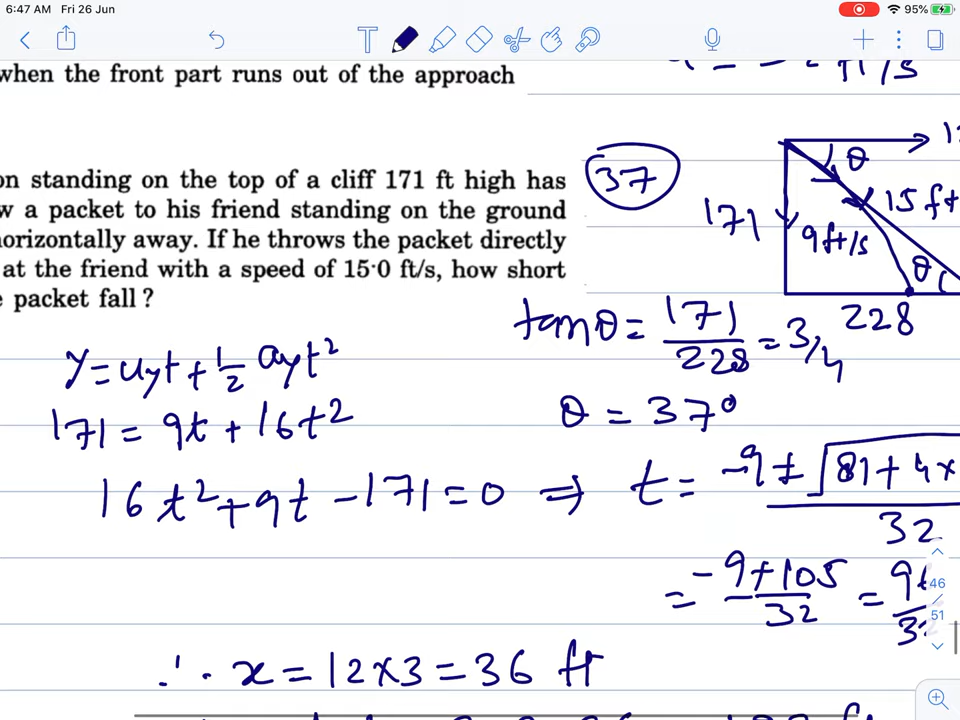 6:47 AM Fri 26 Jun
95%
when the front part runs out of the approach
ft/s
on standing on the top of a cliff 171 ft high has
w a packet to his friend standing on the ground
horizontally away. If he throws the packet directly
at the friend with a speed of 15·0 ft/s, how short
packet fall ?
37
θ
15 ft
171
9ft/s
θ
228
tanθ = 171/228 = 3/4
y = uyt + 1/2 ayt²
171 = 9t + 16t²
θ = 37°
16t² + 9t - 171 = 0 ⇒ t = -9 ± √81 + 4×
32
= -9 + 105/32 =
46
/
51
∴ x = 12×3 = 36 ft